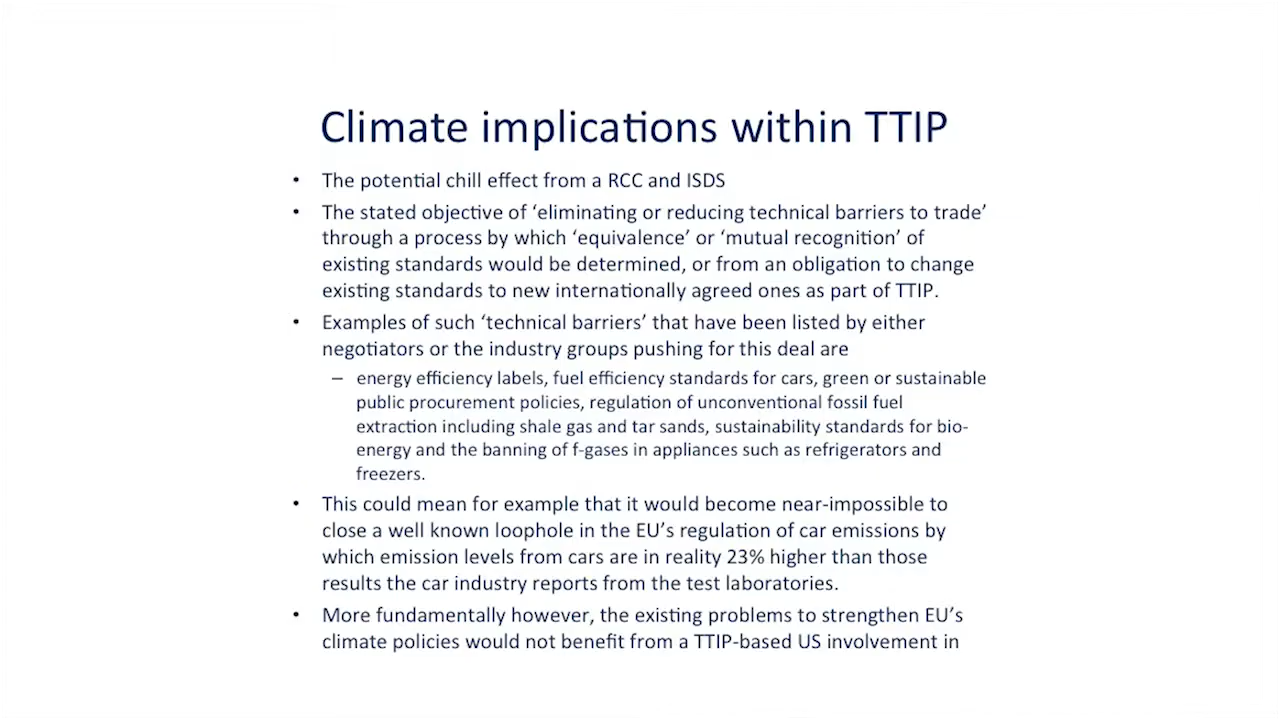 Climate implications within TTIP
• The potential chill effect from a RCC and ISDS
• The stated objective of ‘eliminating or reducing technical barriers to trade’
through a process by which ‘equivalence’ or ‘mutual recognition’ of
existing standards would be determined, or from an obligation to change
existing standards to new internationally agreed ones as part of TTIP.
• Examples of such ‘technical barriers’ that have been listed by either
negotiators or the industry groups pushing for this deal are
– energy efficiency labels, fuel efficiency standards for cars, green or sustainable
public procurement policies, regulation of unconventional fossil fuel
extraction including shale gas and tar sands, sustainability standards for bio-
energy and the banning of f-gases in appliances such as refrigerators and
freezers.
• This could mean for example that it would become near-impossible to
close a well known loophole in the EU’s regulation of car emissions by
which emission levels from cars are in reality 23% higher than those
results the car industry reports from the test laboratories.
• More fundamentally however, the existing problems to strengthen EU’s
climate policies would not benefit from a TTIP-based US involvement in